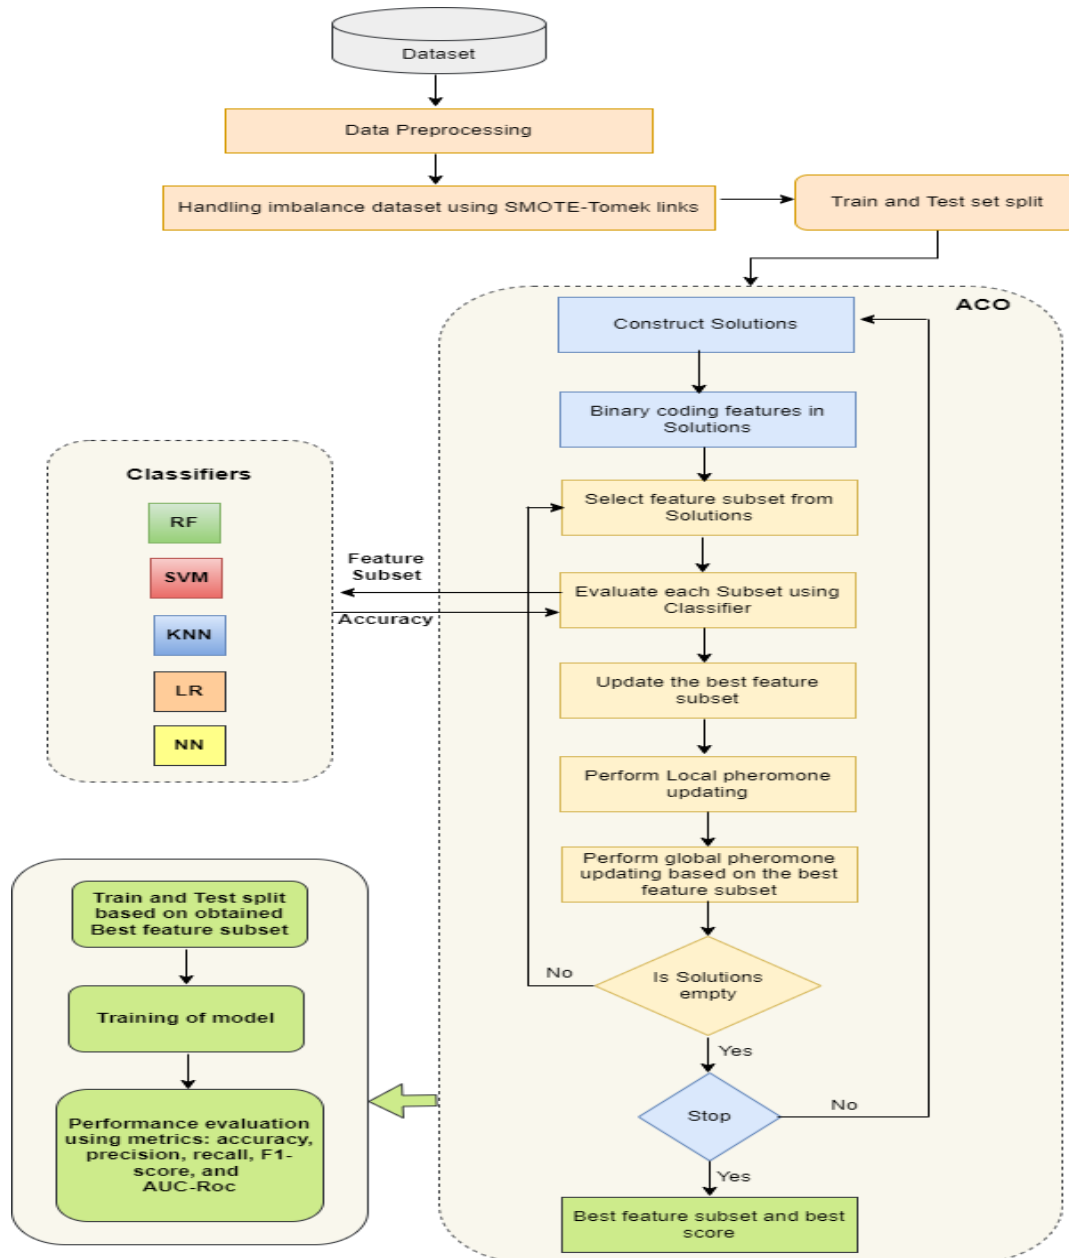 Dataset
Data Preprocessing
Handling imbalance dataset using SMOTE-Tomek links
Train and Test set split
ACO
Construct Solutions
Binary coding features in
Solutions
Select feature subset from
Solutions
Evaluate each Subset using
Classifier
Update the best feature
subset
Perform Local pheromone
updating
Perform global pheromone
updating based on the best
feature subset
Is Solutions
empty
No
Yes
Stop
No
Yes
Best feature subset and best
score
Classifiers
RF
SVM
KNN
LR
NN
Feature
Subset
Accuracy
Train and Test split
based on obtained
Best feature subset
Training of model
Performance evaluation
using metrics: accuracy,
precision, recall, F1-
score, and
AUC-Roc